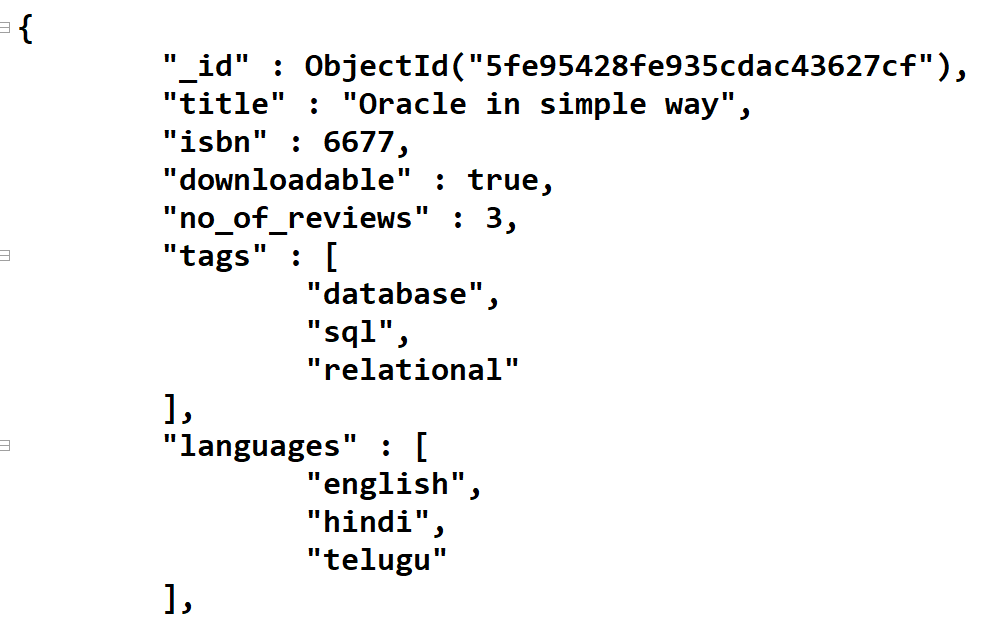 {
"_id" : ObjectId("5fe95428fe935cdac43627cf"),
"title" : "Oracle in simple way",
"isbn" : 6677,
"downloadable" : true,
"no_of_reviews" : 3,
"tags" : [
"database",
"sql",
"relational"
],
"languages" : [
"english",
"hindi",
"telugu"
],